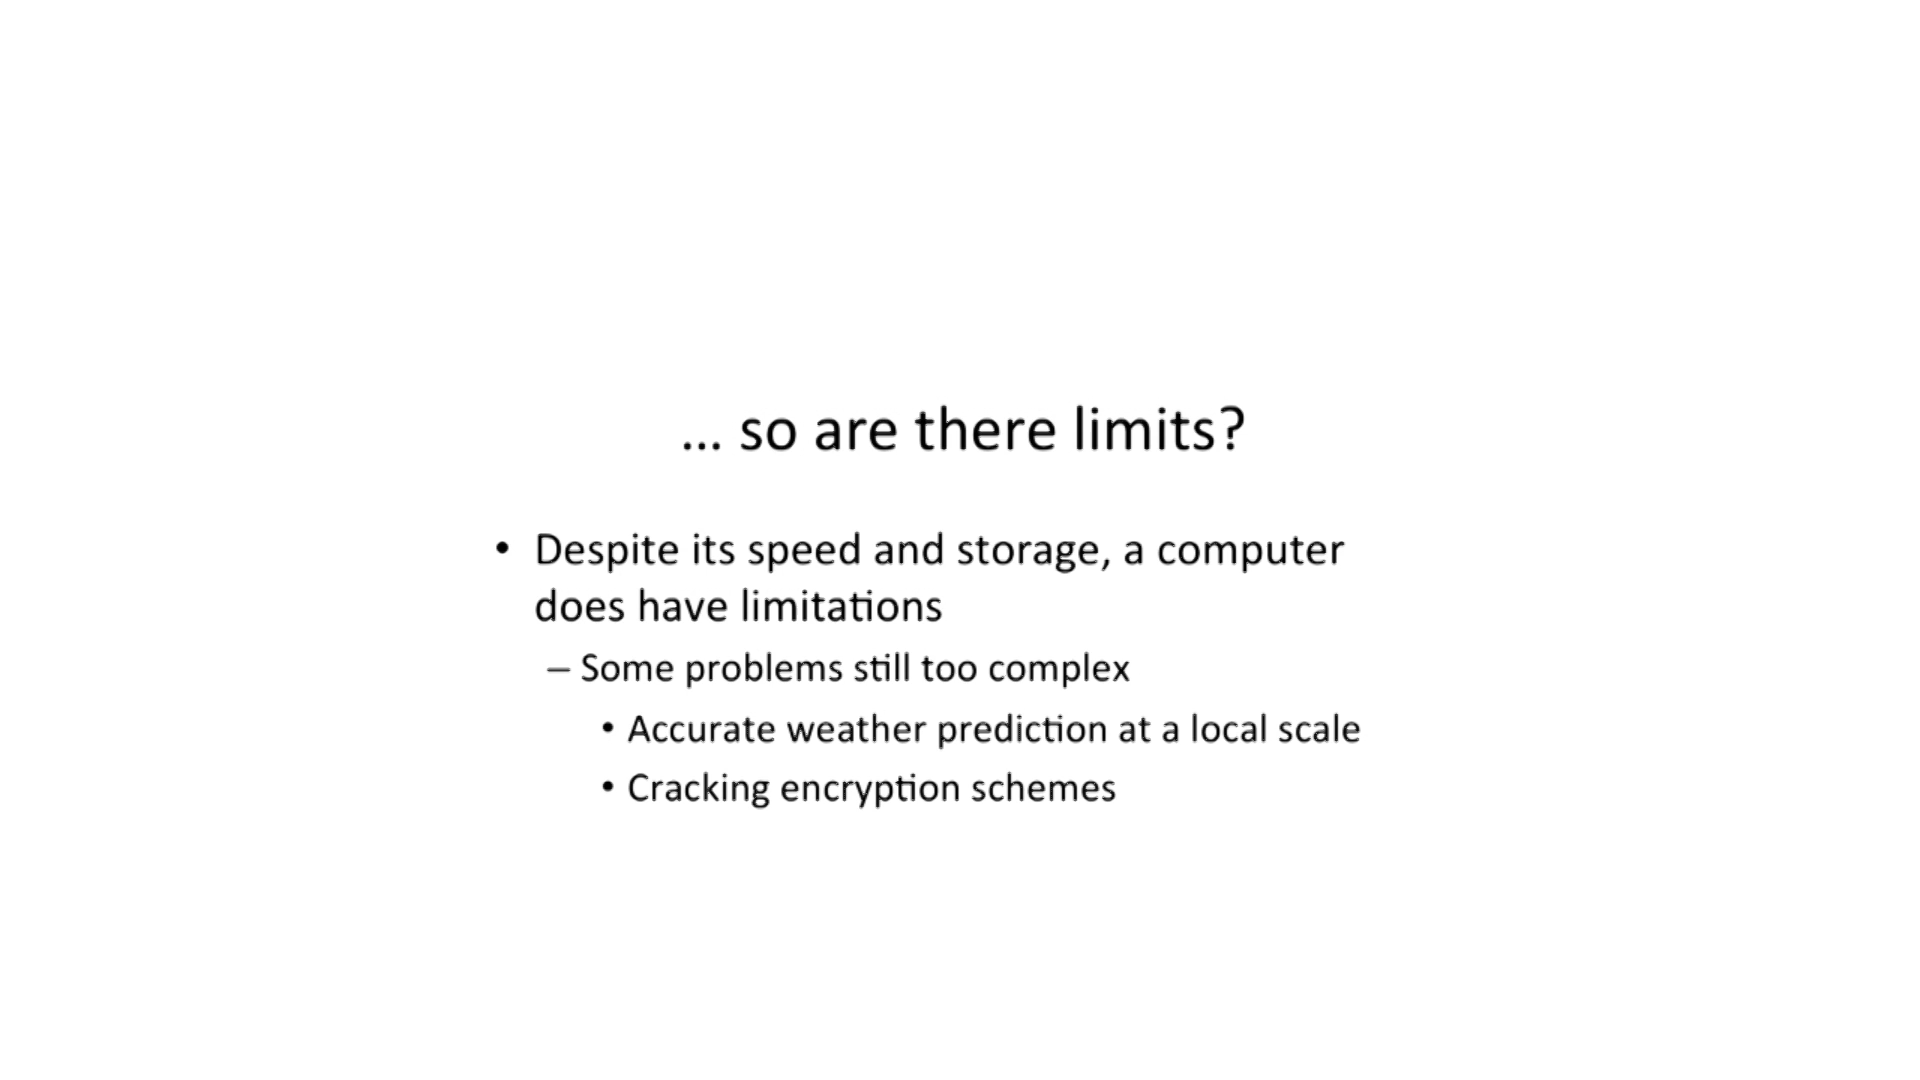 ... so are there limits?
• Despite its speed and storage, a computer
does have limitations
– Some problems still too complex
• Accurate weather prediction at a local scale
• Cracking encryption schemes